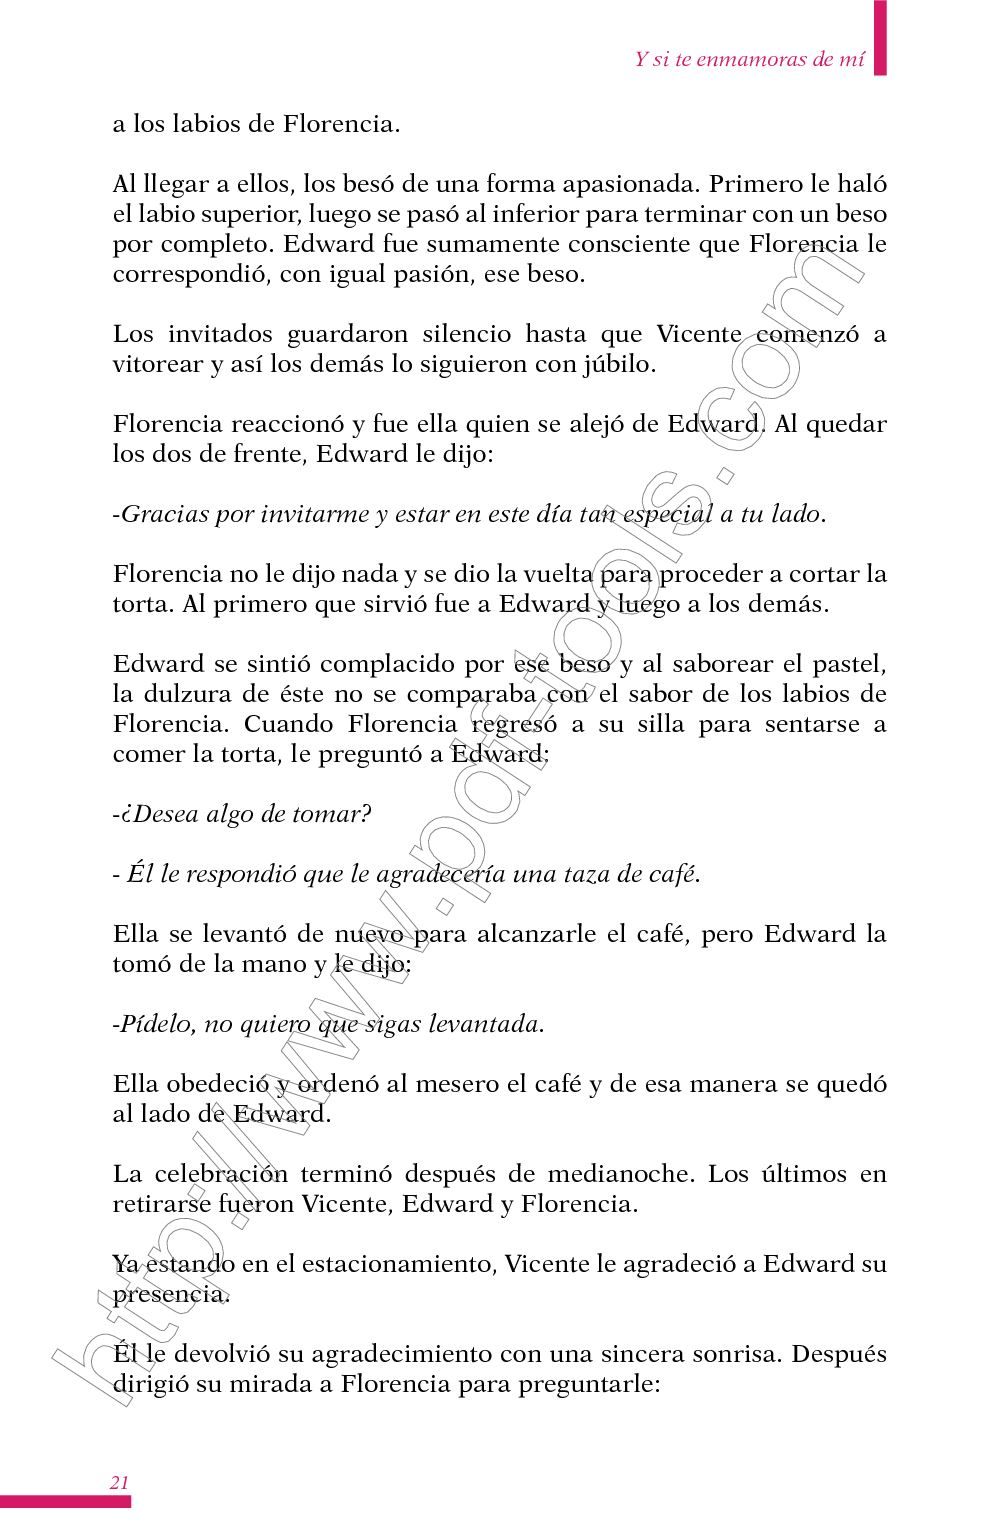 Y si te enmamoras de mí
a los labios de Florencia.
Al llegar a ellos, los besó de una forma apasionada. Primero le haló
el labio superior, luego se pasó al inferior para terminar con un beso
por completo. Edward fue sumamente consciente que Florencia le
correspondió, con igual pasión, ese beso.
Los invitados guardaron silencio hasta que Vicente comenzó a
vitorear y así los demás lo siguieron con júbilo.
Florencia reaccionó y fue ella quien se alejó de Edward. Al quedar
los dos de frente, Edward le dijo:
-Gracias por invitarme y estar en este día tan especial a tu lado.
Florencia no le dijo nada y se dio la vuelta para proceder a cortar la
torta. Al primero que sirvió fue a Edward y luego a los demás.
Edward se sintió complacido por ese beso y al saborear el pastel,
la dulzura de éste no se comparaba con el sabor de los labios de
Florencia. Cuando Florencia regresó a su silla para sentarse a
comer la torta, le preguntó a Edward:
-¿Desea algo de tomar?
- Él le respondió que le agradecería una taza de café.
Ella se levantó de nuevo para alcanzarle el café, pero Edward la
tomó de la mano y le dijo:
-Pídelo, no quiero que sigas levantada.
Ella obedeció y ordenó al mesero el café y de esa manera se quedó
al lado de Edward.
La celebración terminó después de medianoche. Los últimos en
retirarse fueron Vicente, Edward y Florencia.
Ya estando en el estacionamiento, Vicente le agradeció a Edward su
presencia.
Él le devolvió su agradecimiento con una sincera sonrisa. Después
dirigió su mirada a Florencia para preguntarle:
21
http://www.pdf-tools.com